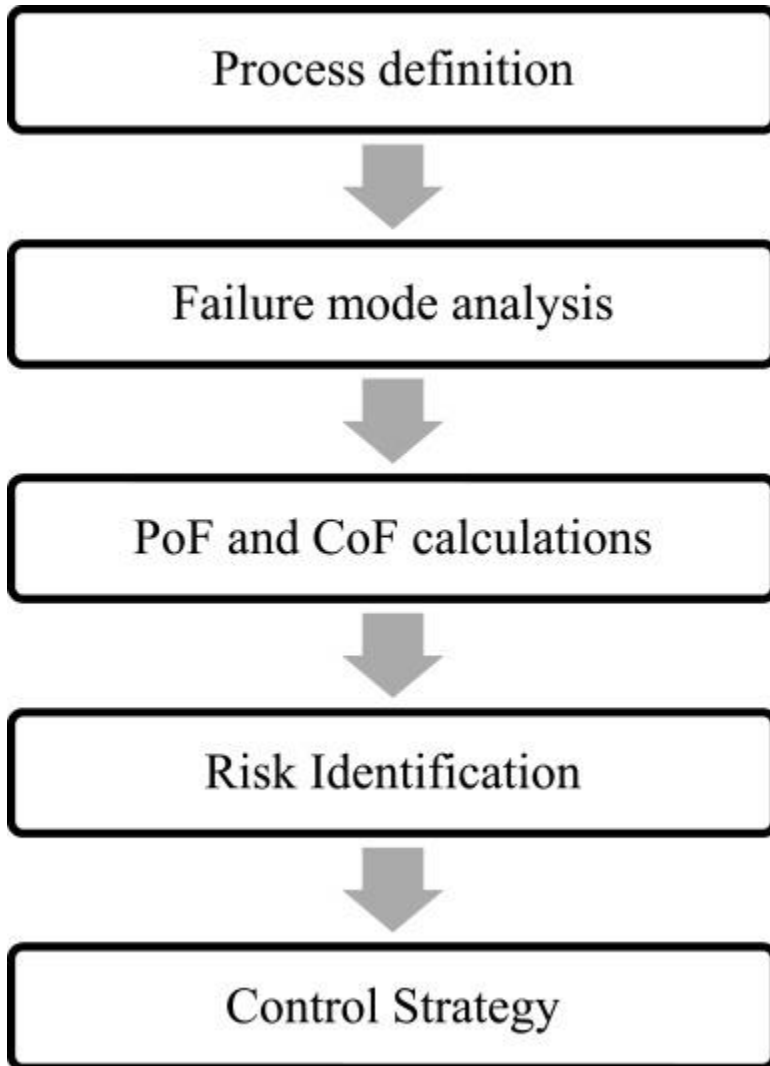 Process definition
Failure mode analysis
PoF and CoF calculations
Risk Identification
Control Strategy